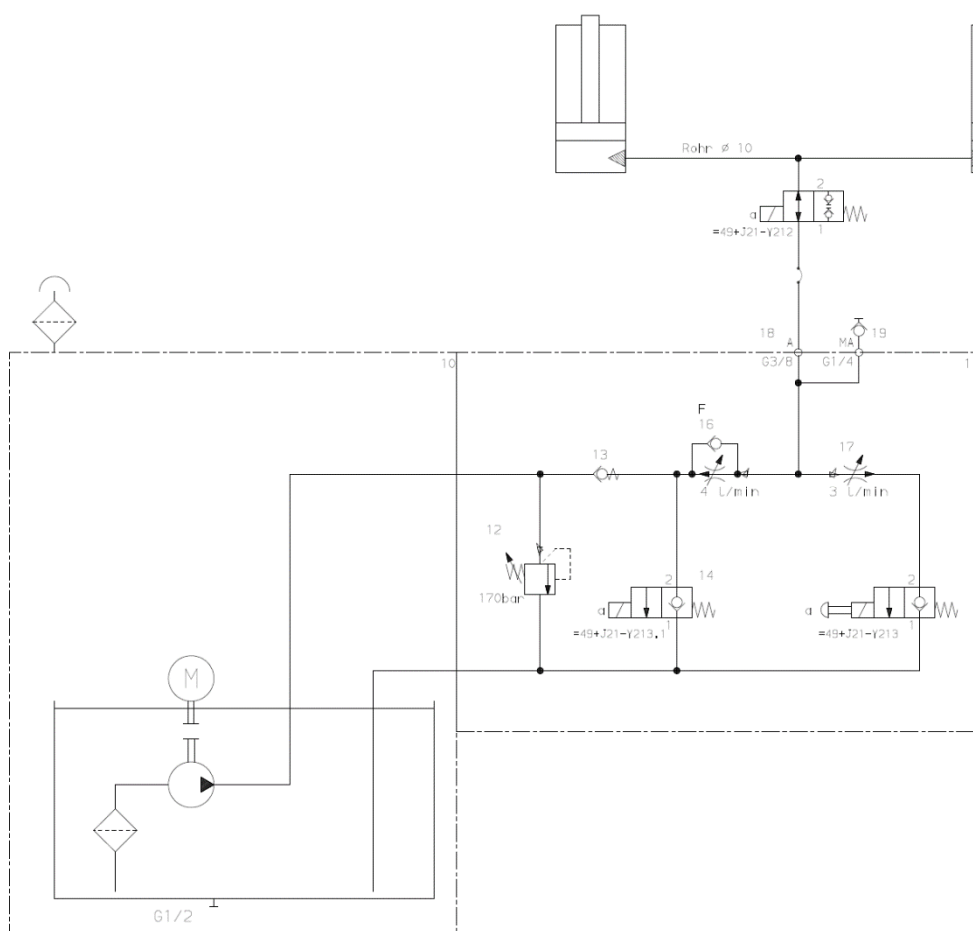 Rohr ø 10
2
a
1
=49+J21-Y212
18
A
MA
19
G3/8
G1/4
10
1
F
16
17
13
4 L/min
3 L/min
12
170bar
2
14
a
1
=49+J21-Y213.1
2
a
1
=49+J21-Y213
M
G1/2